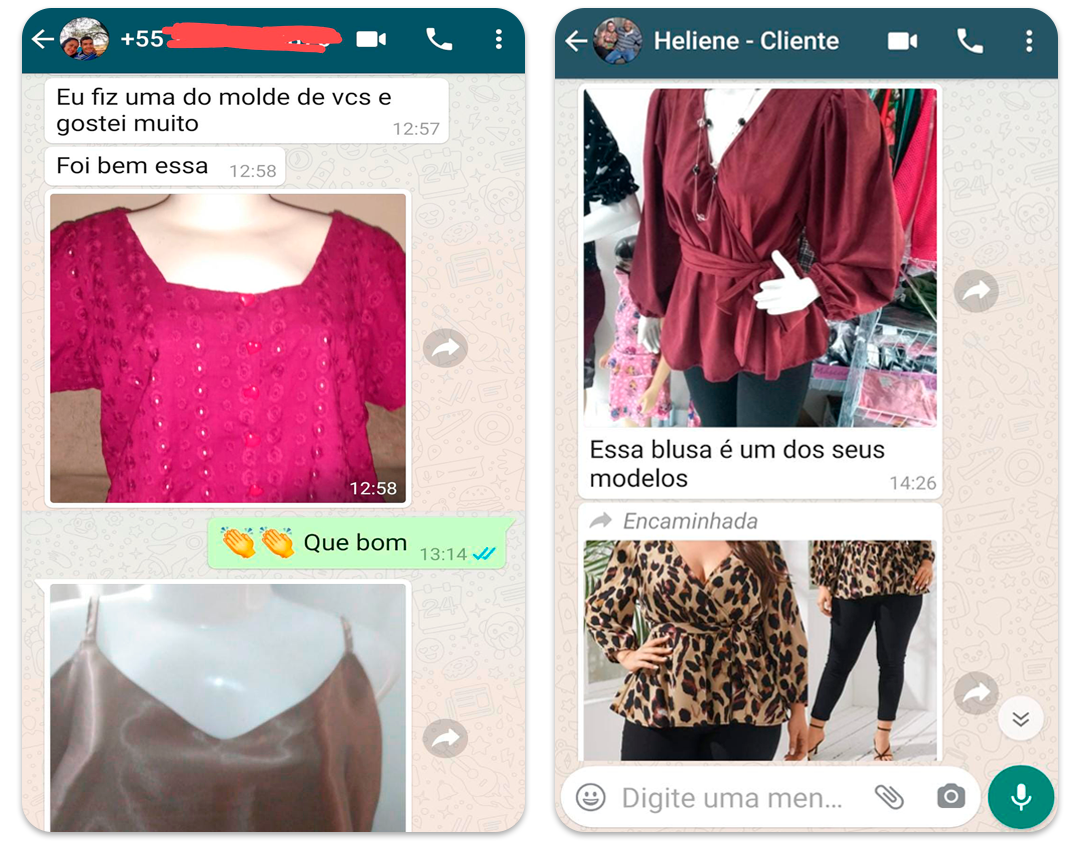 +55
Eu fiz uma do molde de vcs e
gostei muito
12:57
Foi bem essa
12:58
12:58
👏👏 Que bom
13:14
Heliene - Cliente
Essa blusa é um dos seus
modelos
14:26
Encaminhada
Digite uma men...